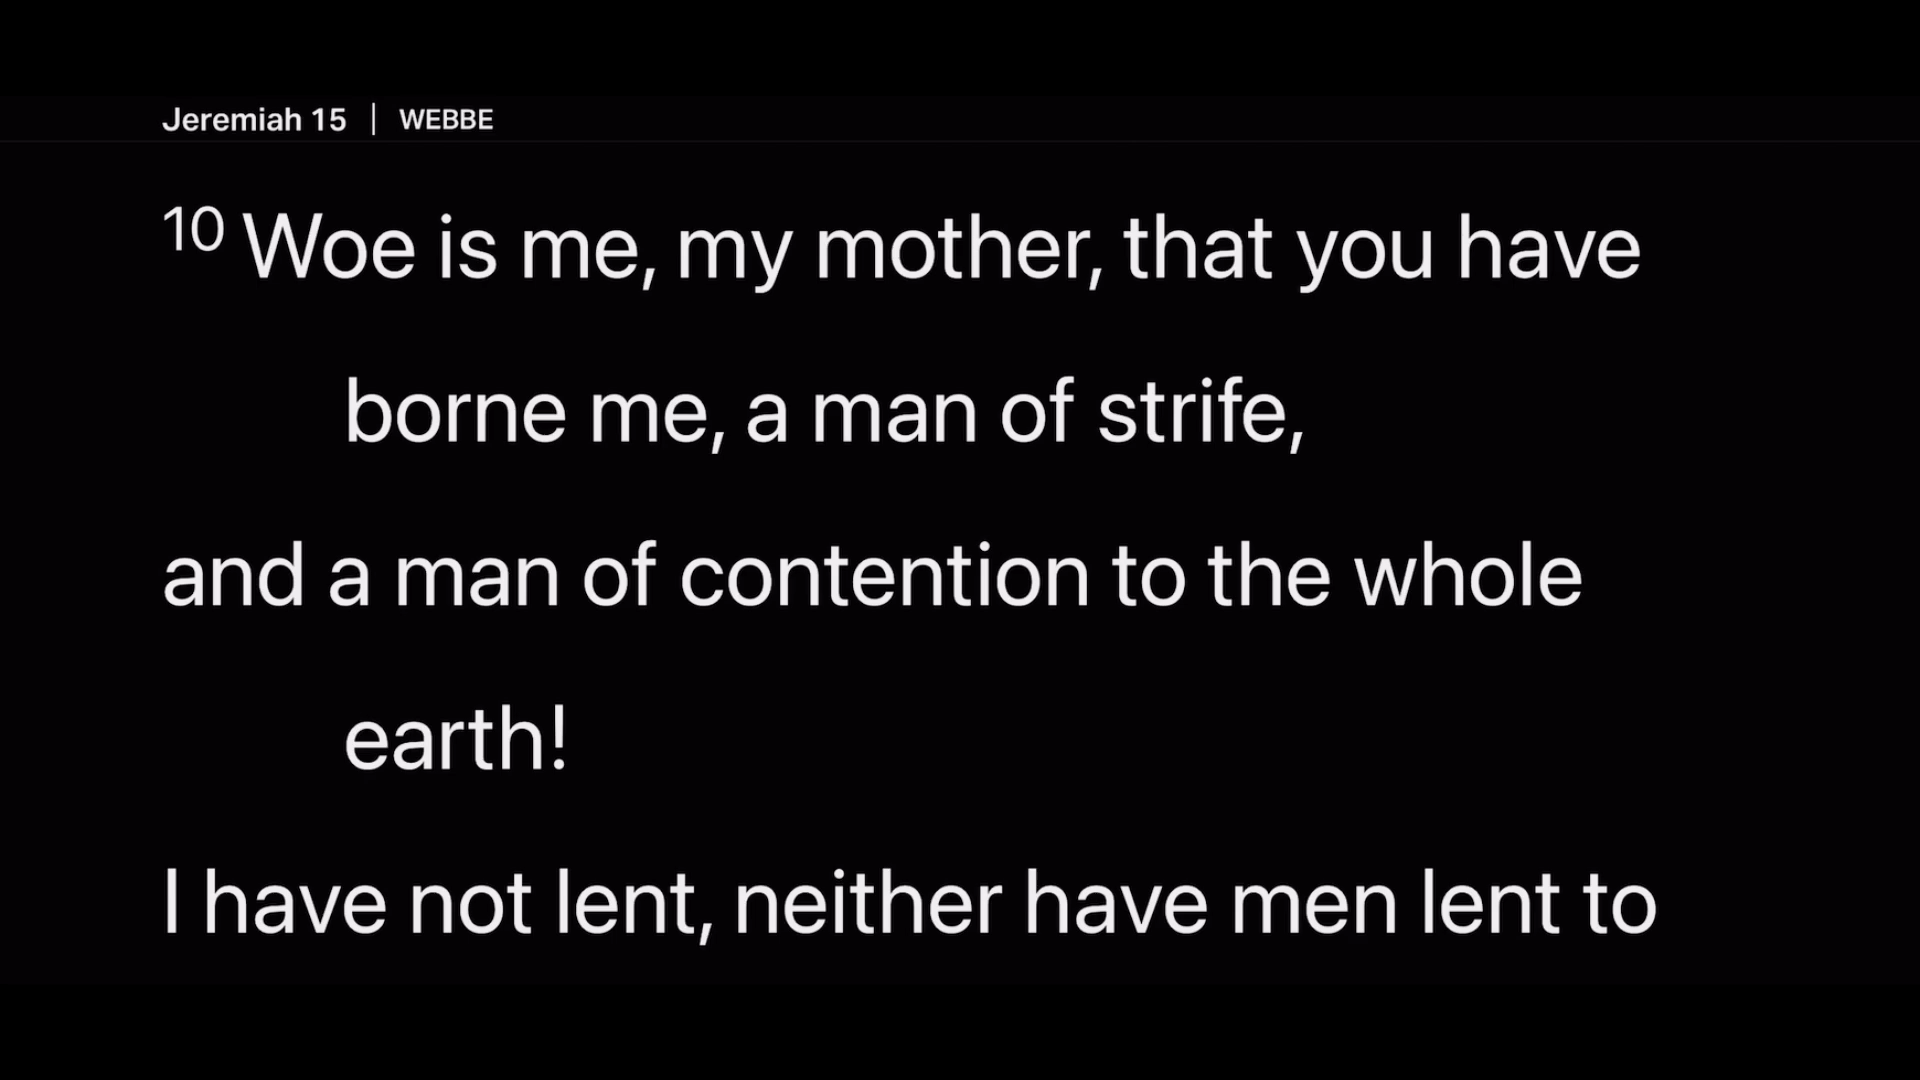 Jeremiah 15 | WEBBE
10 Woe is me, my mother, that you have
borne me, a man of strife,
and a man of contention to the whole
earth!
I have not lent, neither have men lent to